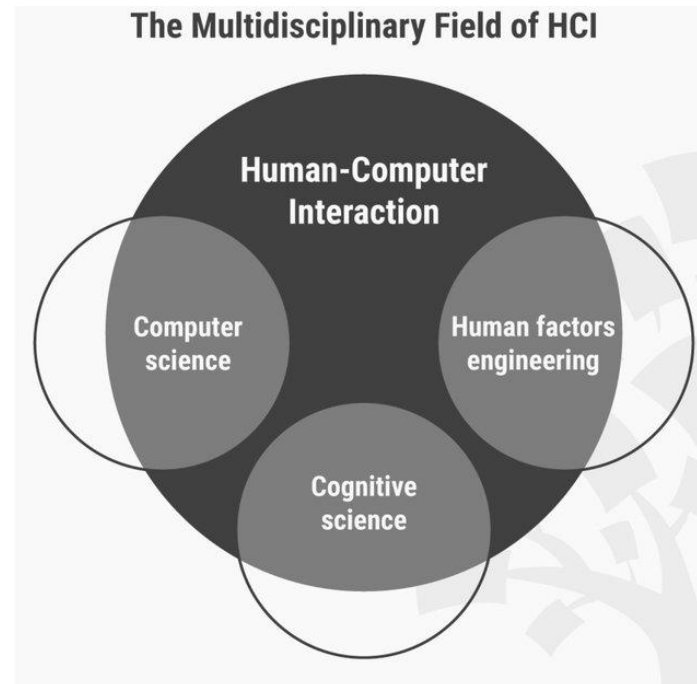 The Multidisciplinary Field of HCI
Human-Computer
Interaction
Computer
science
Human factors
engineering
Cognitive
science